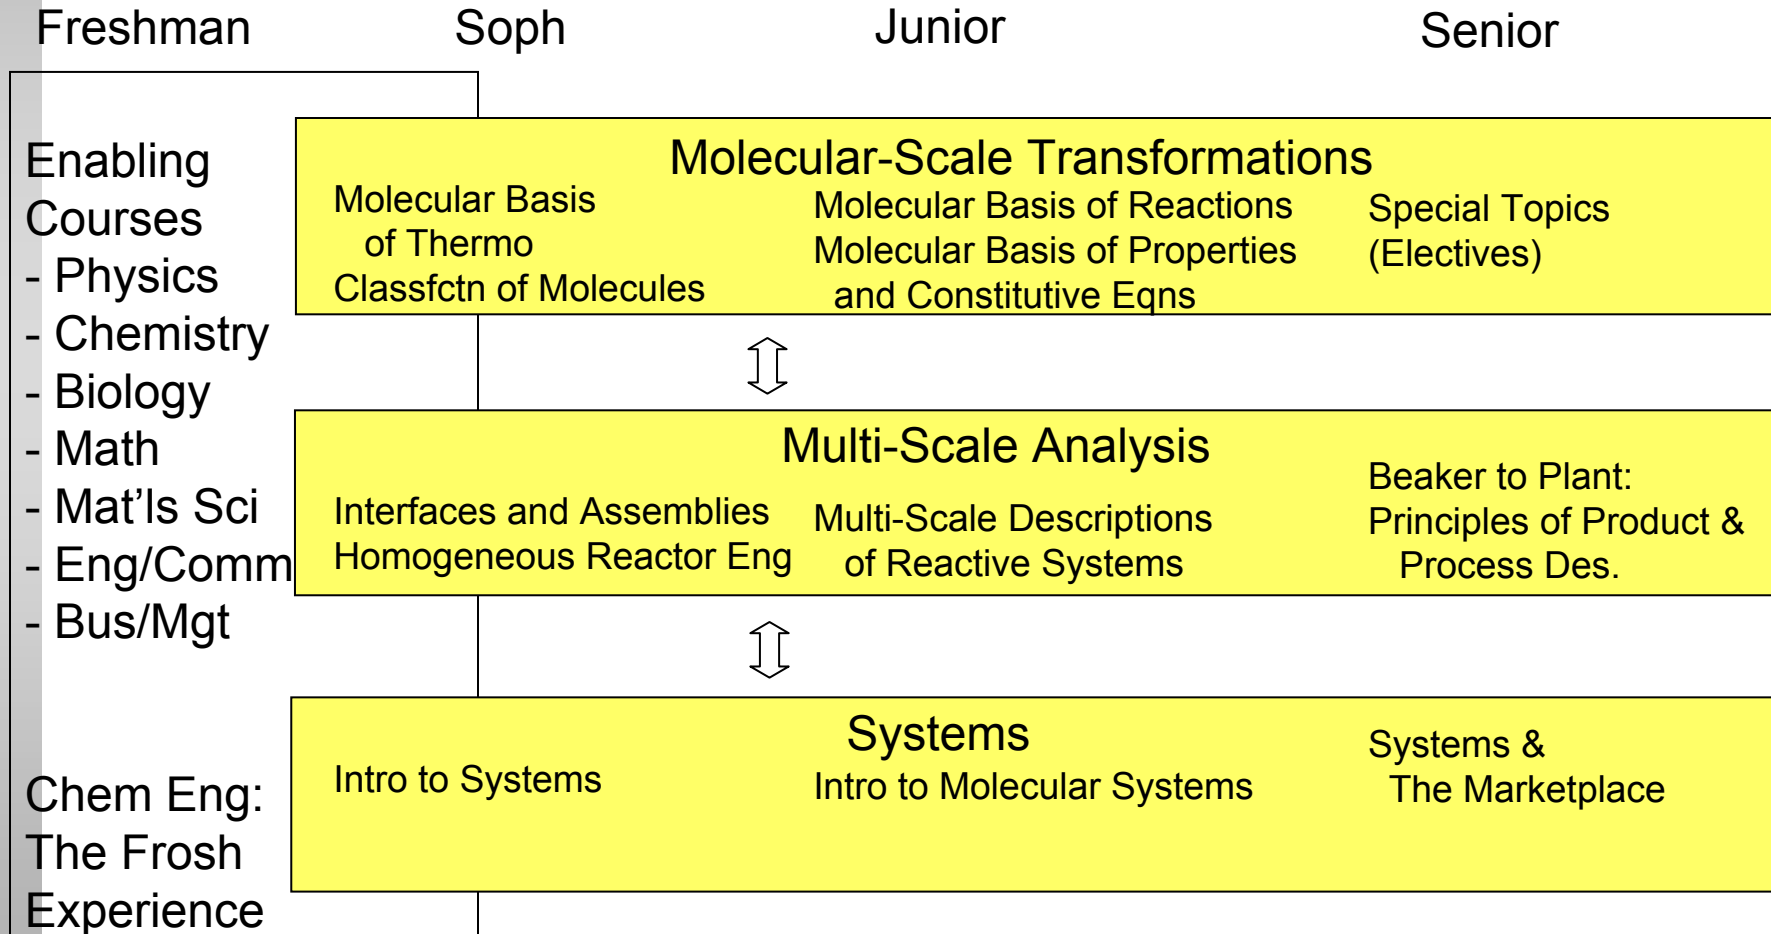 Freshman
Soph
Junior
Senior
Enabling
Courses
- Physics
- Chemistry
- Biology
- Math
- Mat'ls Sci
- Eng/Comm
- Bus/Mgt
Chem Eng:
The Frosh
Experience
Molecular-Scale Transformations
Molecular Basis
of Thermo
Classfctn of Molecules
Molecular Basis of Reactions
Molecular Basis of Properties
and Constitutive Eqns
Special Topics
(Electives)
Multi-Scale Analysis
Interfaces and Assemblies
Homogeneous Reactor Eng
Multi-Scale Descriptions
of Reactive Systems
Beaker to Plant:
Principles of Product &
Process Des.
Systems
Intro to Systems
Intro to Molecular Systems
Systems &
The Marketplace